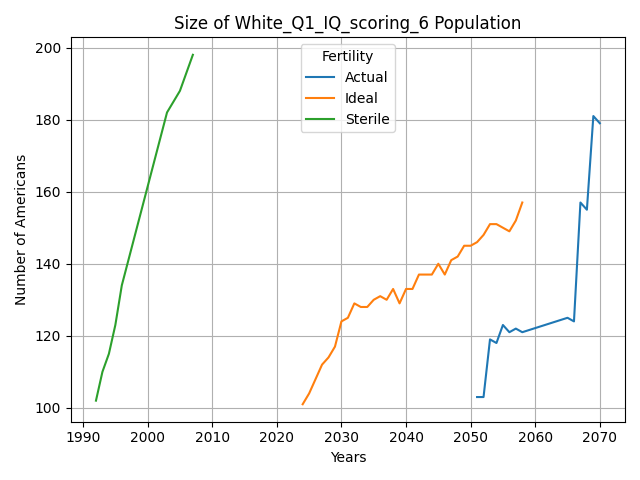 Size of White_Q1_IQ_scoring_6 Population
Number of Americans
200
180
160
140
120
100
Fertility
Actual
Ideal
Sterile
1990 2000 2010 2020 2030 2040 2050 2060 2070
Years